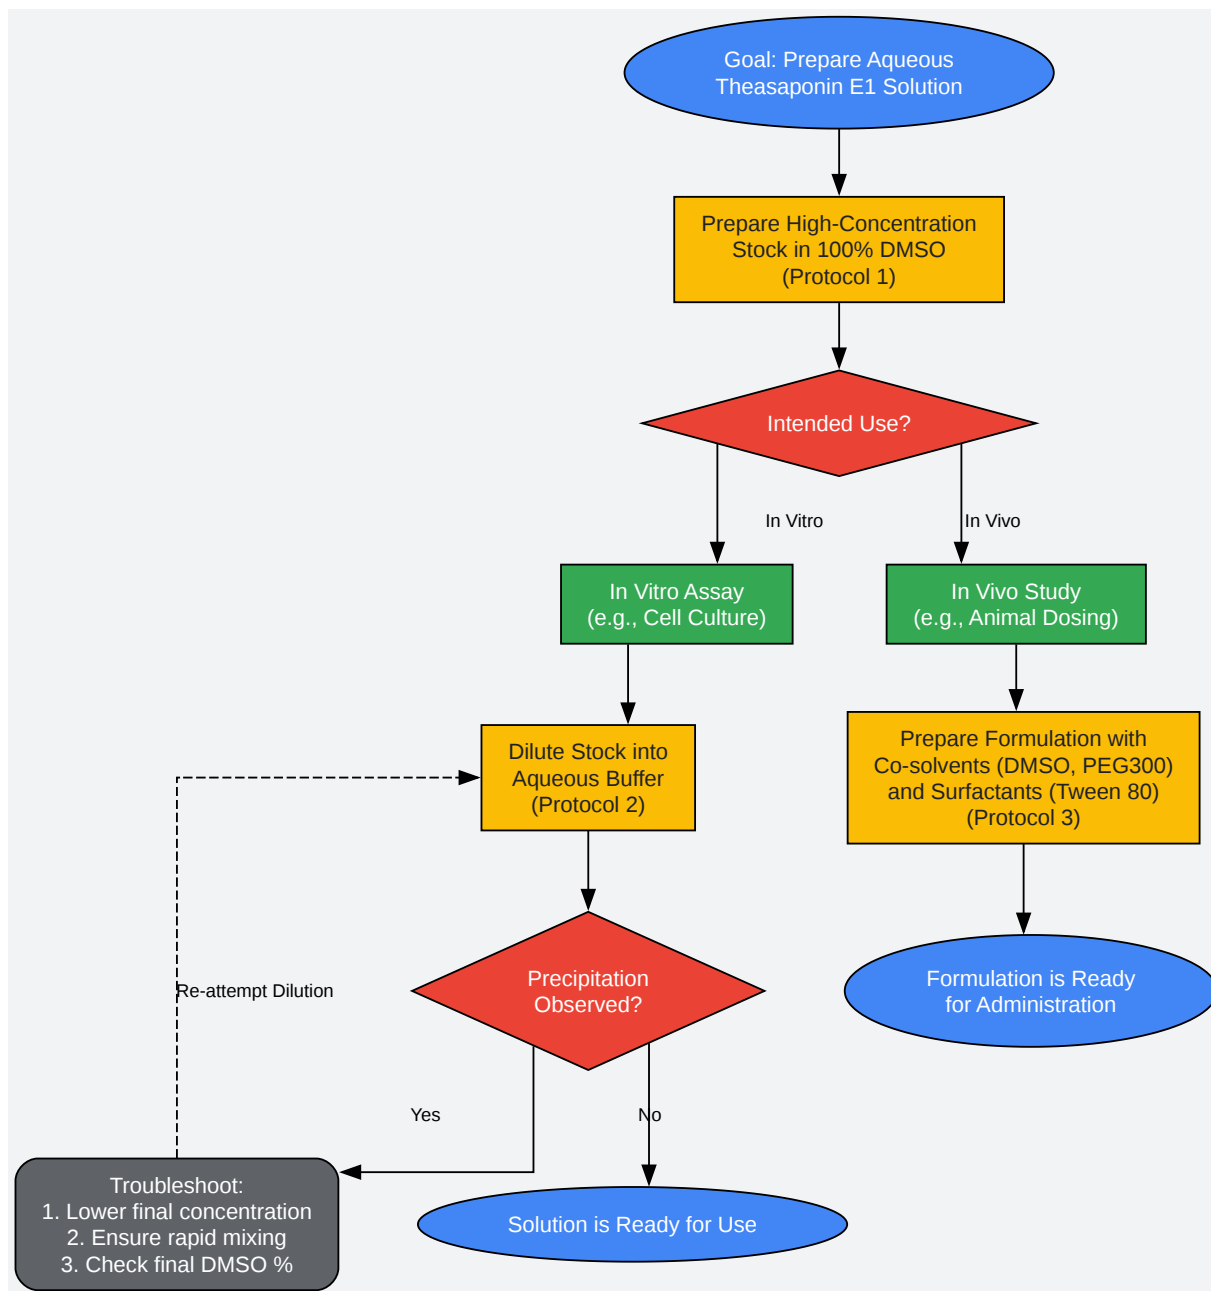 Goal: Prepare Aqueous
Theasaponin E1 Solution
Prepare High-Concentration
Stock in 100% DMSO
(Protocol 1)
Intended Use?
In Vitro
In Vivo
In Vitro Assay
(e.g., Cell Culture)
In Vivo Study
(e.g., Animal Dosing)
Dilute Stock into
Aqueous Buffer
(Protocol 2)
Prepare Formulation with
Co-solvents (DMSO, PEG300)
and Surfactants (Tween 80)
(Protocol 3)
Precipitation
Observed?
Formulation is Ready
for Administration
Re-attempt Dilution
Yes
No
Troubleshoot:
1. Lower final concentration
2. Ensure rapid mixing
3. Check final DMSO %
Solution is Ready for Use